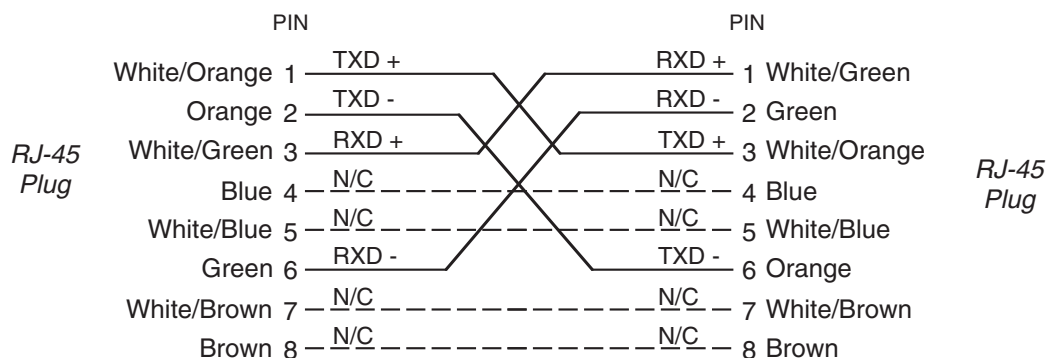 PIN PIN
White/Orange 1 TXD + RXD + 1 White/Green
Orange 2 TXD - RXD - 2 Green
White/Green 3 RXD + TXD + 3 White/Orange
RJ-45 Plug
Blue 4 N/C N/C 4 Blue
RJ-45 Plug
White/Blue 5 N/C N/C 5 White/Blue
Green 6 RXD - TXD - 6 Orange
White/Brown 7 N/C N/C 7 White/Brown
Brown 8 N/C N/C 8 Brown